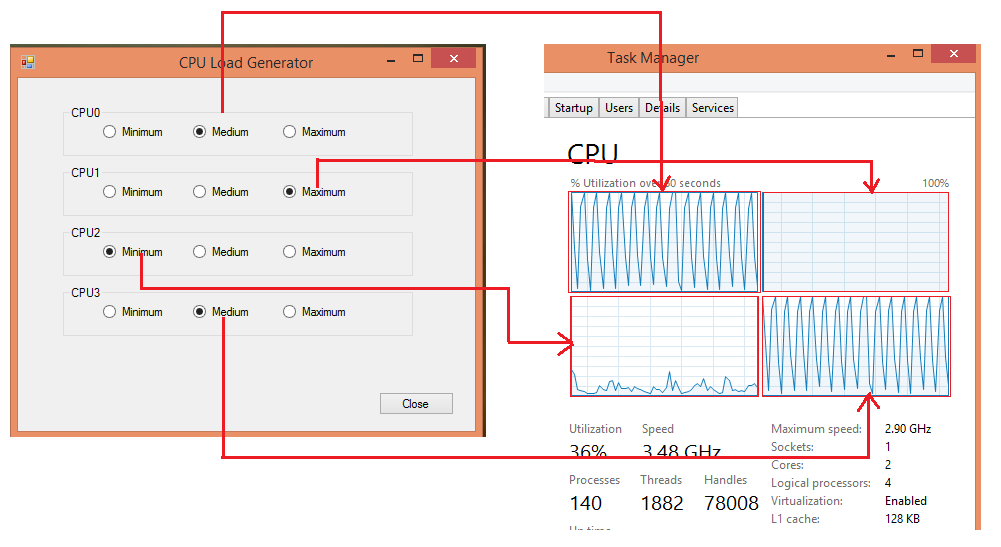 CPU Load Generator
CPU0
Minimum Medium Maximum
CPU1
Minimum Medium Maximum
CPU2
Minimum Medium Maximum
CPU3
Minimum Medium Maximum
Close
Task Manager
Startup Users Details Services
CPU
% Utilization over 60 seconds 100%
Utilization Speed
36% 3.48 GHz
Processes Threads Handles
140 1882 78008
Up time
Maximum speed: 2.90 GHz
Sockets: 1
Cores: 2
Logical processors: 4
Virtualization: Enabled
L1 cache: 128 KB